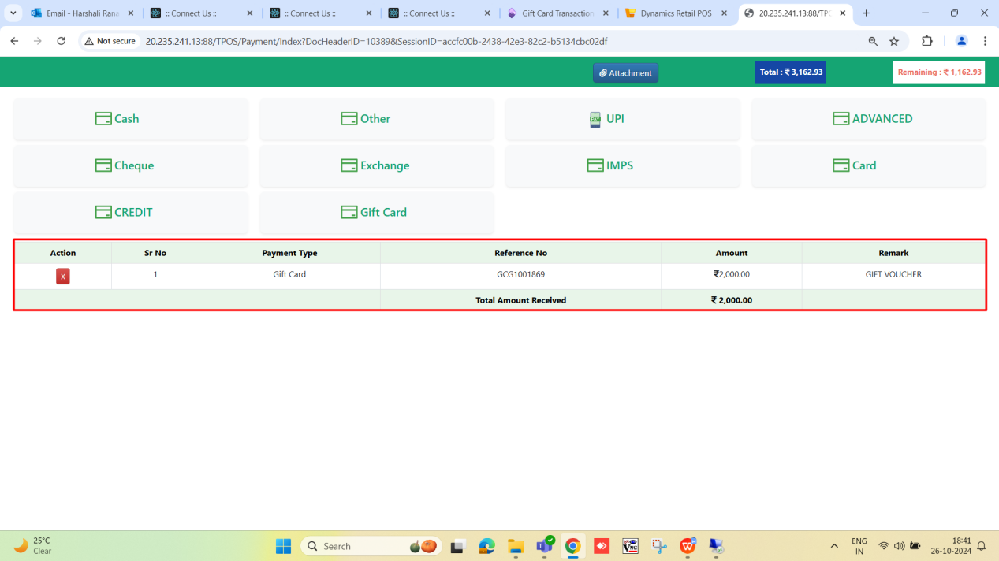 Email - Harshali Rana
:: Connect Us ::
:: Connect Us ::
:: Connect Us ::
Gift Card Transaction
Dynamics Retail POS
20.235.241.13:88/TPO
Not secure
20.235.241.13:88/TPOS/Payment/Index?DocHeaderID=10389&SessionID=accfc00b-2438-42e3-82c2-b5134cbc02df
Attachment
Total : ₹ 3,162.93
Remaining : ₹ 1,162.93
Cash
Other
UPI
ADVANCED
Cheque
Exchange
IMPS
Card
CREDIT
Gift Card
Action Sr No Payment Type Reference No Amount Remark
X 1 Gift Card GCG1001869 ₹2,000.00 GIFT VOUCHER
Total Amount Received ₹ 2,000.00
25°C
Clear
Search
ENG
IN
18:41
26-10-2024